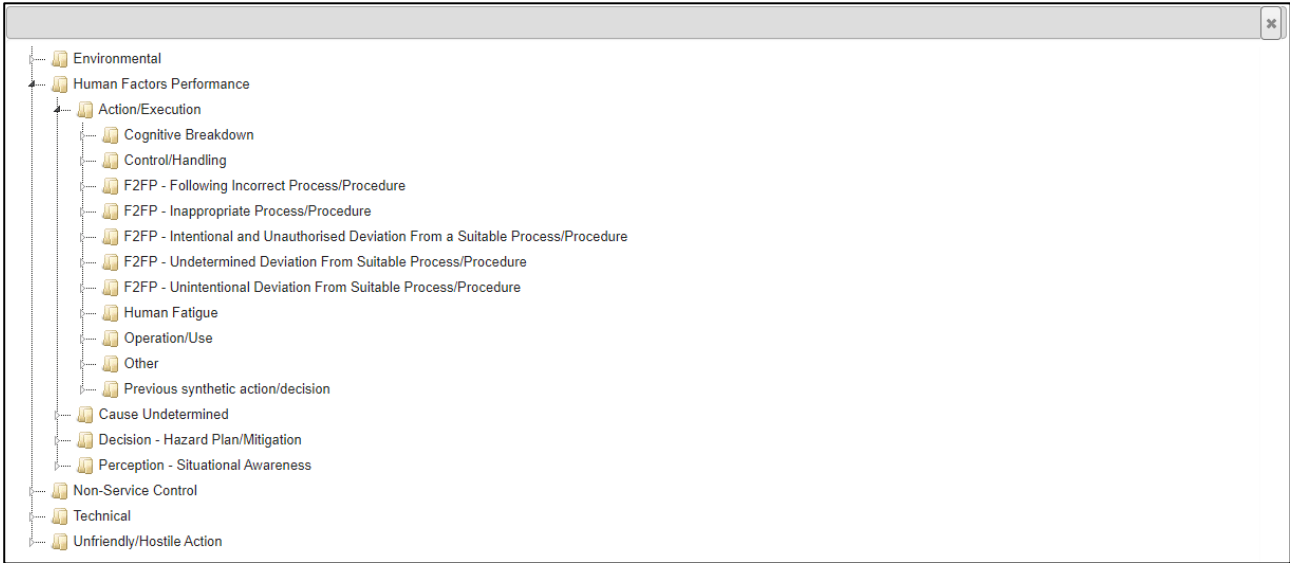 Environmental
Human Factors Performance
Action/Execution
Cognitive Breakdown
Control/Handling
F2FP - Following Incorrect Process/Procedure
F2FP - Inappropriate Process/Procedure
F2FP - Intentional and Unauthorised Deviation From a Suitable Process/Procedure
F2FP - Undetermined Deviation From Suitable Process/Procedure
F2FP - Unintentional Deviation From Suitable Process/Procedure
Human Fatigue
Operation/Use
Other
Previous synthetic action/decision
Cause Undetermined
Decision - Hazard Plan/Mitigation
Perception - Situational Awareness
Non-Service Control
Technical
Unfriendly/Hostile Action